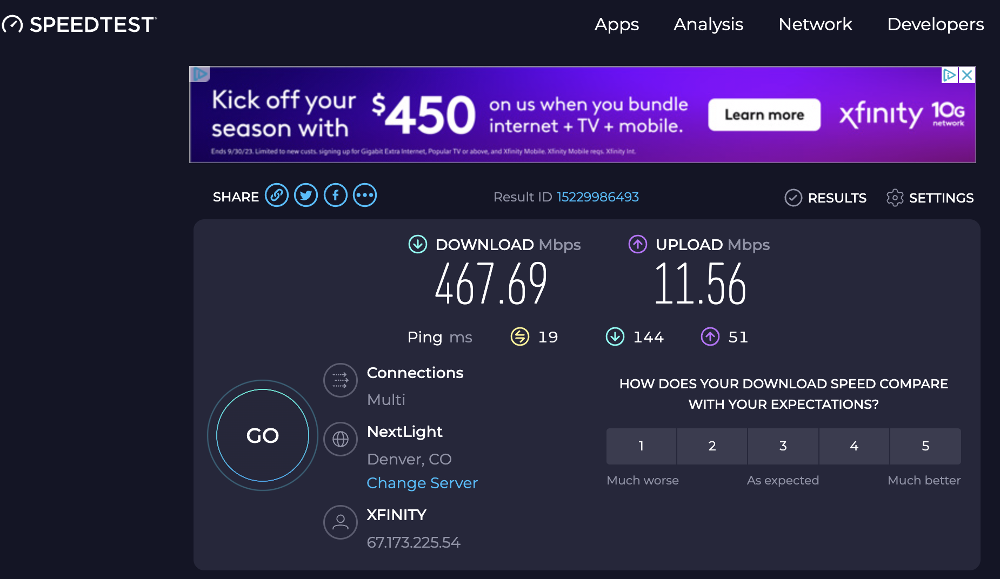 SPEEDTEST
Apps Analysis Network Developers
Kick off your
season with
$450
on us when you bundle
internet + TV + mobile.
Learn more
xfinity 10G
network
Ends 9/30/23. Limited to new custs. signing up for Gigabit Extra Internet, Popular TV or above, and Xfinity Mobile. Xfinity Mobile reqs. Xfinity Int.
SHARE
Result ID 15229986493
RESULTS
SETTINGS
DOWNLOAD Mbps
467.69
UPLOAD Mbps
11.56
Ping ms 19 144 51
GO
Connections
Multi
NextLight
Denver, CO
Change Server
XFINITY
67.173.225.54
HOW DOES YOUR DOWNLOAD SPEED COMPARE
WITH YOUR EXPECTATIONS?
1 2 3 4 5
Much worse As expected Much better